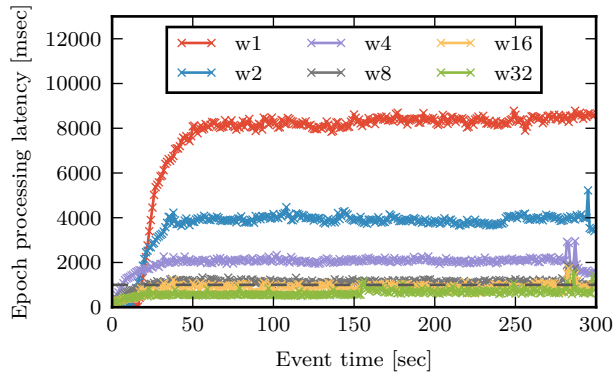 Epoch processing latency [msec]
12000
10000
8000
6000
4000
2000
0
w1 w4 w16
w2 w8 w32
0 50 100 150 200 250 300
Event time [sec]